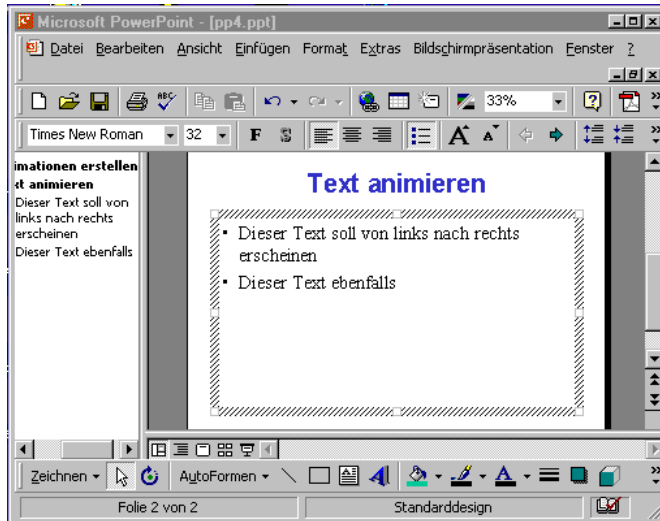 Microsoft PowerPoint - [pp4.ppt]
Datei Bearbeiten Ansicht Einfügen Format Extras Bildschirmpräsentation Fenster ?
ABC 33%
Times New Roman 32 F S A A
imationen erstellen
t animieren
Dieser Text soll von
links nach rechts
erscheinen
Dieser Text ebenfalls
Text animieren
• Dieser Text soll von links nach rechts
erscheinen
• Dieser Text ebenfalls
Zeichnen AutoFormen A A
Folie 2 von 2 Standarddesign